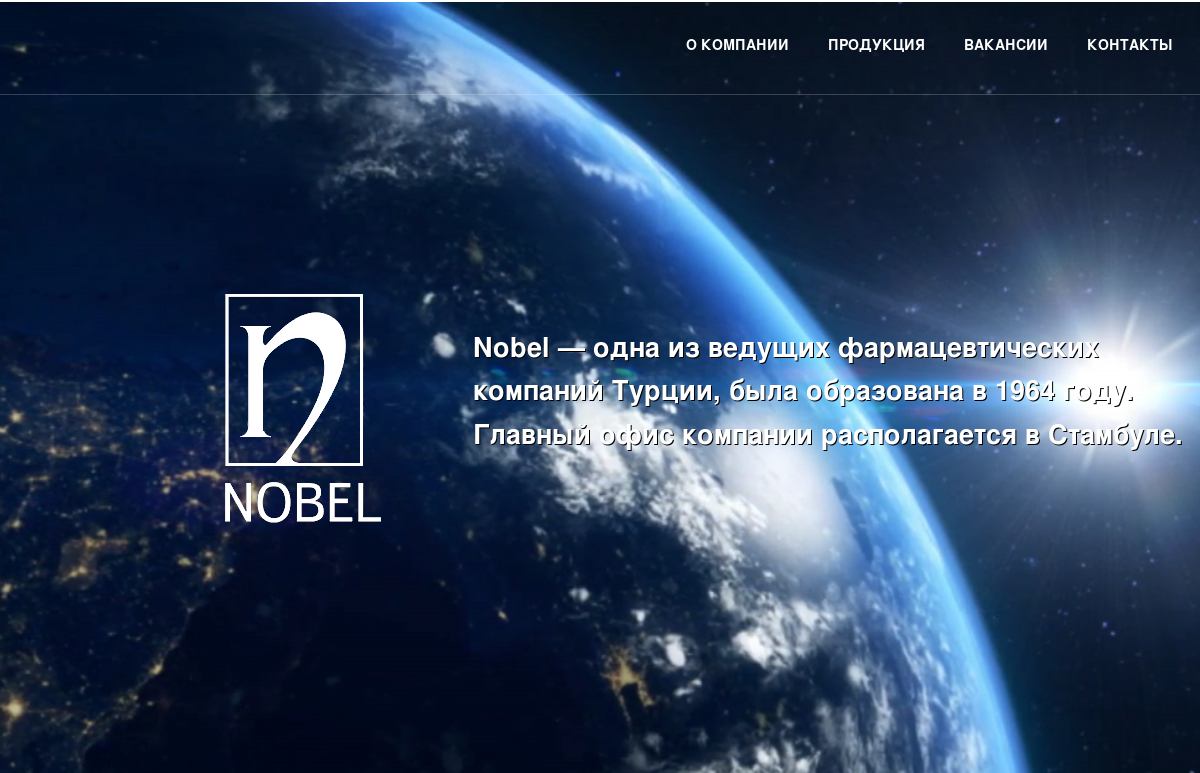 О КОМПАНИИ ПРОДУКЦИЯ ВАКАНСИИ КОНТАКТЫ
Nobel — одна из ведущих фармацевтических
компаний Турции, была образована в 1964 году.
Главный офис компании располагается в Стамбуле.
n
NOBEL